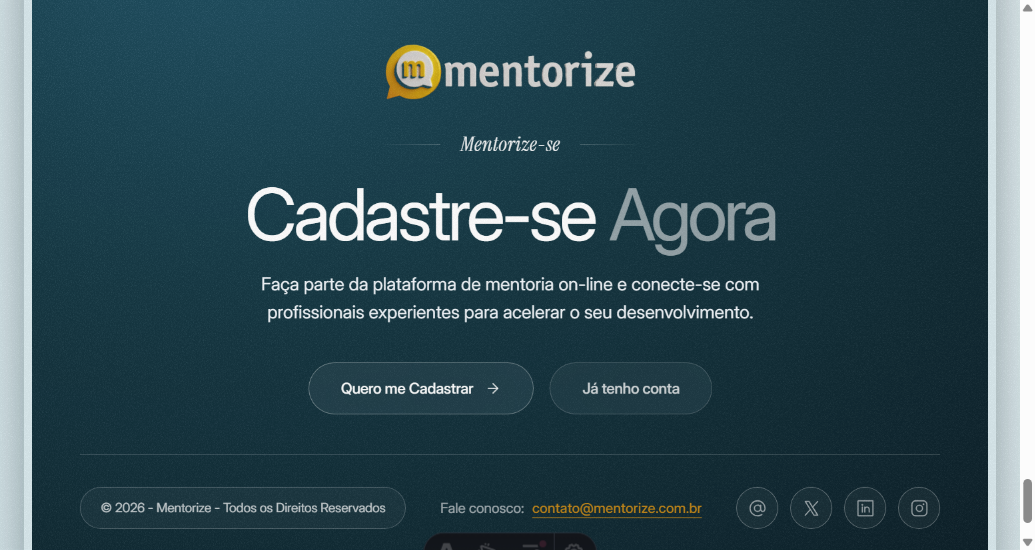 m mentorize
Mentorize-se
Cadastre-se Agora
Faça parte da plataforma de mentoria on-line e conecte-se com
profissionais experientes para acelerar o seu desenvolvimento.
Quero me Cadastrar →
Já tenho conta
© 2026 - Mentorize - Todos os Direitos Reservados
Fale conosco: contato@mentorize.com.br